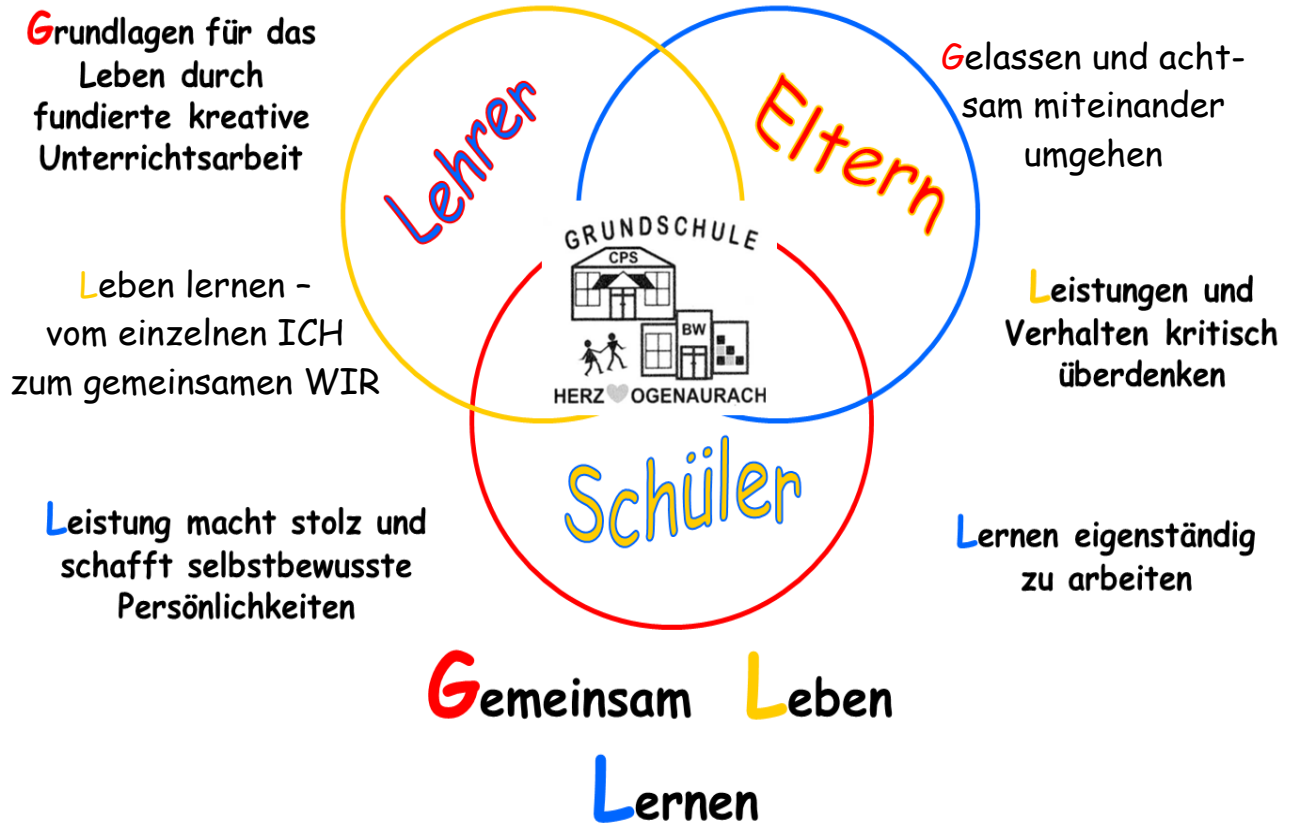 Grundlagen für das
Leben durch
fundierte kreative
Unterrichtsarbeit
Leben lernen –
vom einzelnen ICH
zum gemeinsamen WIR
Leistung macht stolz und
schafft selbstbewusste
Persönlichkeiten
Lehrer
Eltern
GRUNDSCHULE
CPS
BW
HERZ OGENAURACH
Schüler
Gelassen und acht-
sam miteinander
umgehen
Leistungen und
Verhalten kritisch
überdenken
Lernen eigenständig
zu arbeiten
Gemeinsam Leben
Lernen